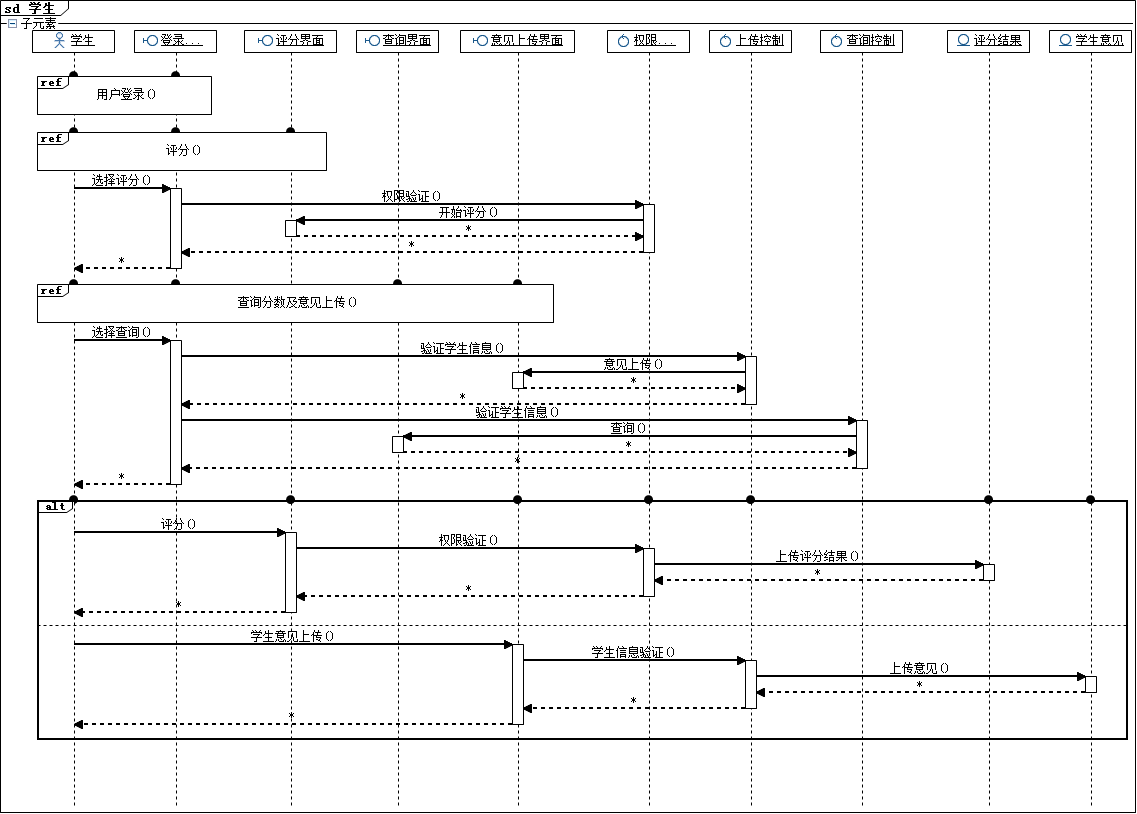 sd 学生
子元素
学生
登录...
评分界面
查询界面
意见上传界面
权限...
上传控制
查询控制
评分结果
学生意见
ref
用户登录()
ref
评分()
选择评分()
权限验证()
开始评分()
*
*
*
ref
查询分数及意见上传()
选择查询()
验证学生信息()
意见上传()
*
*
验证学生信息()
查询()
*
*
*
alt
评分()
权限验证()
上传评分结果()
*
*
*
学生意见上传()
学生信息验证()
上传意见()
*
*
*